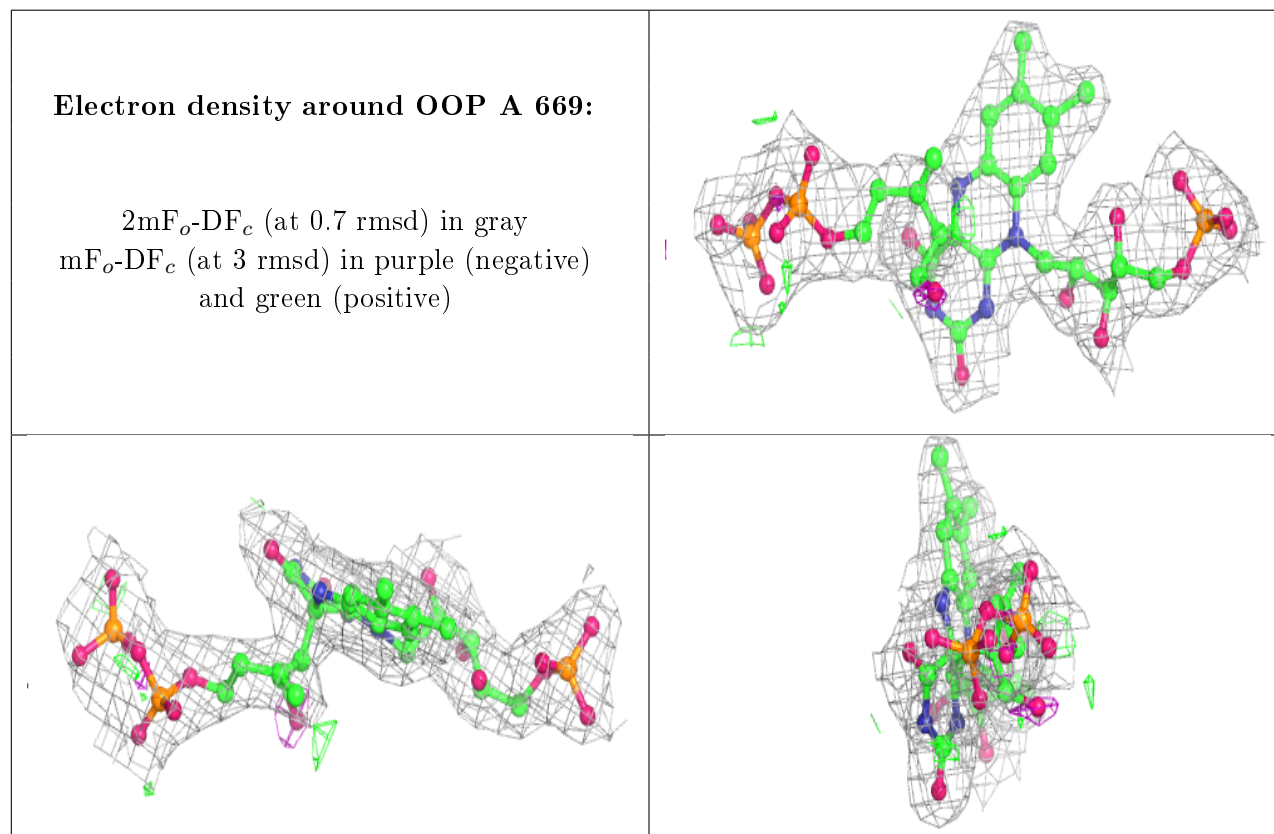 Electron density around OOP A 669:
2mFo-DFc (at 0.7 rmsd) in gray
mFo-DFc (at 3 rmsd) in purple (negative)
and green (positive)